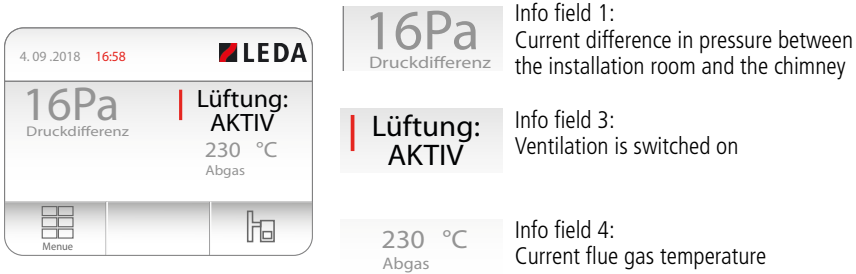 4. 09 .2018 16:58 LEDA
16Pa
Druckdifferenz
Lüftung:
AKTIV
230 °C
Abgas
Menue
16Pa
Druckdifferenz
Info field 1:
Current difference in pressure between
the installation room and the chimney
Lüftung:
AKTIV
Info field 3:
Ventilation is switched on
230 °C
Abgas
Info field 4:
Current flue gas temperature